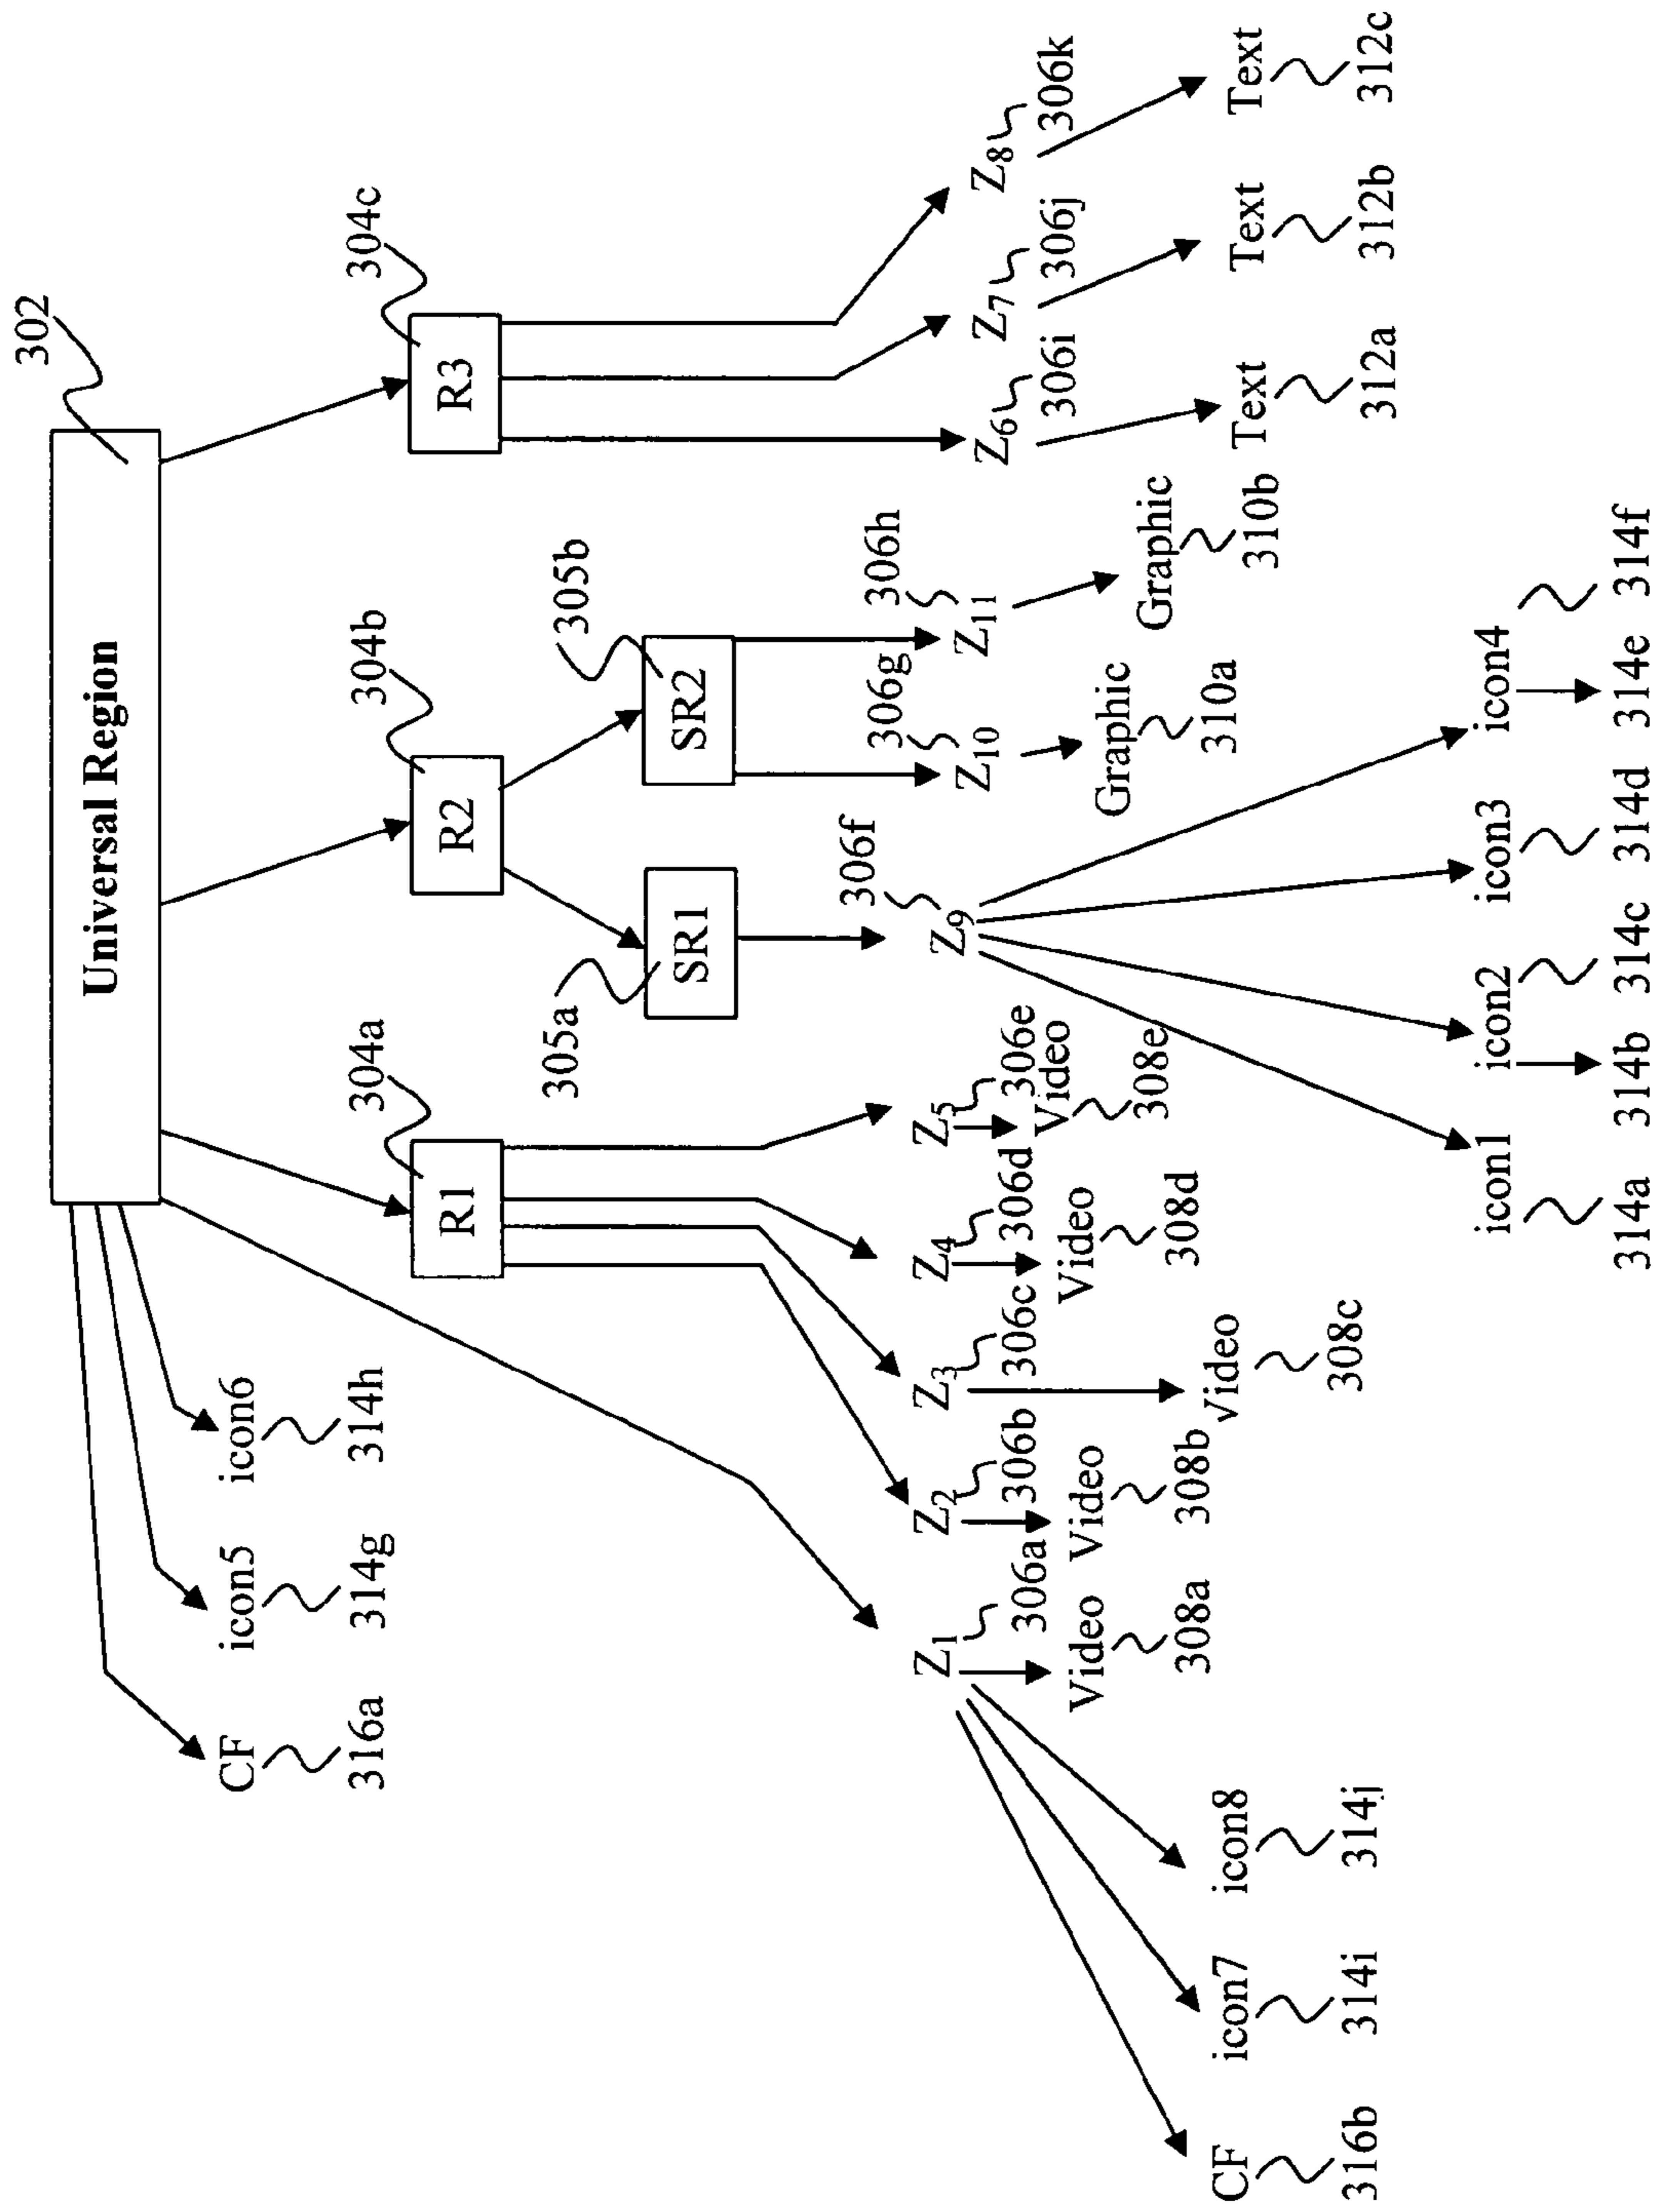 302
Universal Region
304a
304b
304c
CF
icon5
icon6
316a
314g
314h
R1
R2
R3
305a
305b
SR1
SR2
306f
306g
306h
Z1
Z2
Z3
Z4
Z5
Z9
Z10
Z11
Z6
Z7
Z8
306a
306b
306c
306d
306e
306i
306j
306k
Video
Video
Video
Video
Video
308a
308b
308c
308d
308e
Graphic
Graphic
310a
310b
Text
Text
Text
312a
312b
312c
CF
icon7
icon8
316b
314i
314j
icon1
icon2
icon3
icon4
314a
314b
314c
314d
314e
314f